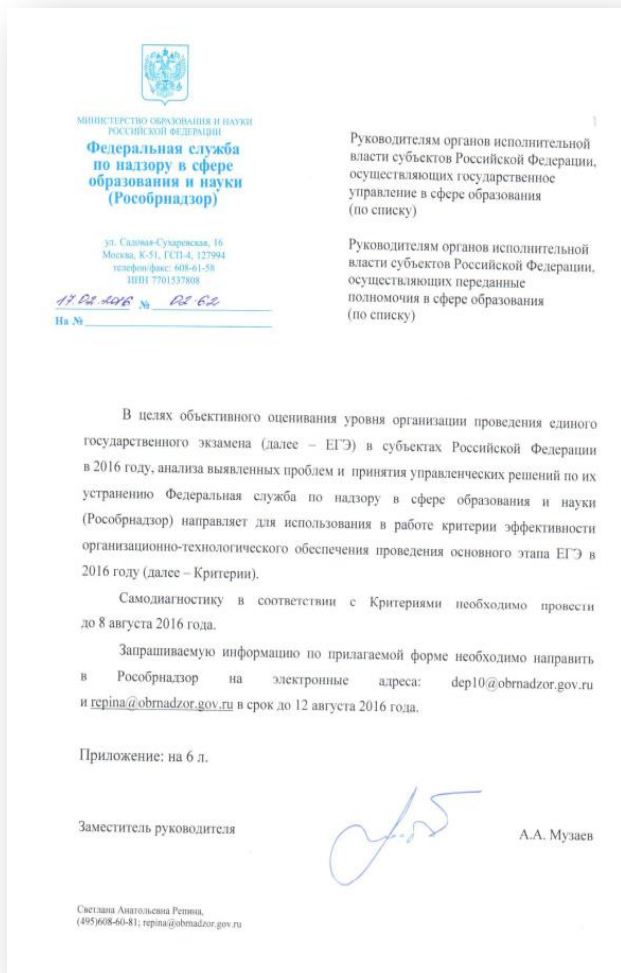 МИНИСТЕРСТВО ОБРАЗОВАНИЯ И НАУКИ
РОССИЙСКОЙ ФЕДЕРАЦИИ
Федеральная служба
по надзору в сфере
образования и науки
(Рособрнадзор)
ул. Садовая-Сухаревская, 16
Москва, К-51, ГСП-4, 127994
телефон/факс: 608-61-58
ИНН 7701537808
17.02.2016 № 02-62
На №
1
Руководителям органов исполнительной
власти субъектов Российской Федерации,
осуществляющих государственное
управление в сфере образования
(по списку)
Руководителям органов исполнительной
власти субъектов Российской Федерации,
осуществляющих переданные
полномочия в сфере образования
(по списку)
В целях объективного оценивания уровня организации проведения единого
государственного экзамена (далее – ЕГЭ) в субъектах Российской Федерации
в 2016 году, анализа выявленных проблем и принятия управленческих решений по их
устранению Федеральная служба по надзору в сфере образования и науки
(Рособрнадзор) направляет для использования в работе критерии эффективности
организационно-технологического обеспечения проведения основного этапа ЕГЭ в
2016 году (далее – Критерии).
Самодиагностику в соответствии с Критериями необходимо провести
до 8 августа 2016 года.
Запрашиваемую информацию по прилагаемой форме необходимо направить
в Рособрнадзор на электронные адреса: dep10@obrnadzor.gov.ru
и repina@obrnadzor.gov.ru в срок до 12 августа 2016 года.
Приложение: на 6 л.
Заместитель руководителя
А.А. Музаев
Светлана Анатольевна Репина,
(495)608-60-81; repina@obrnadzor.gov.ru